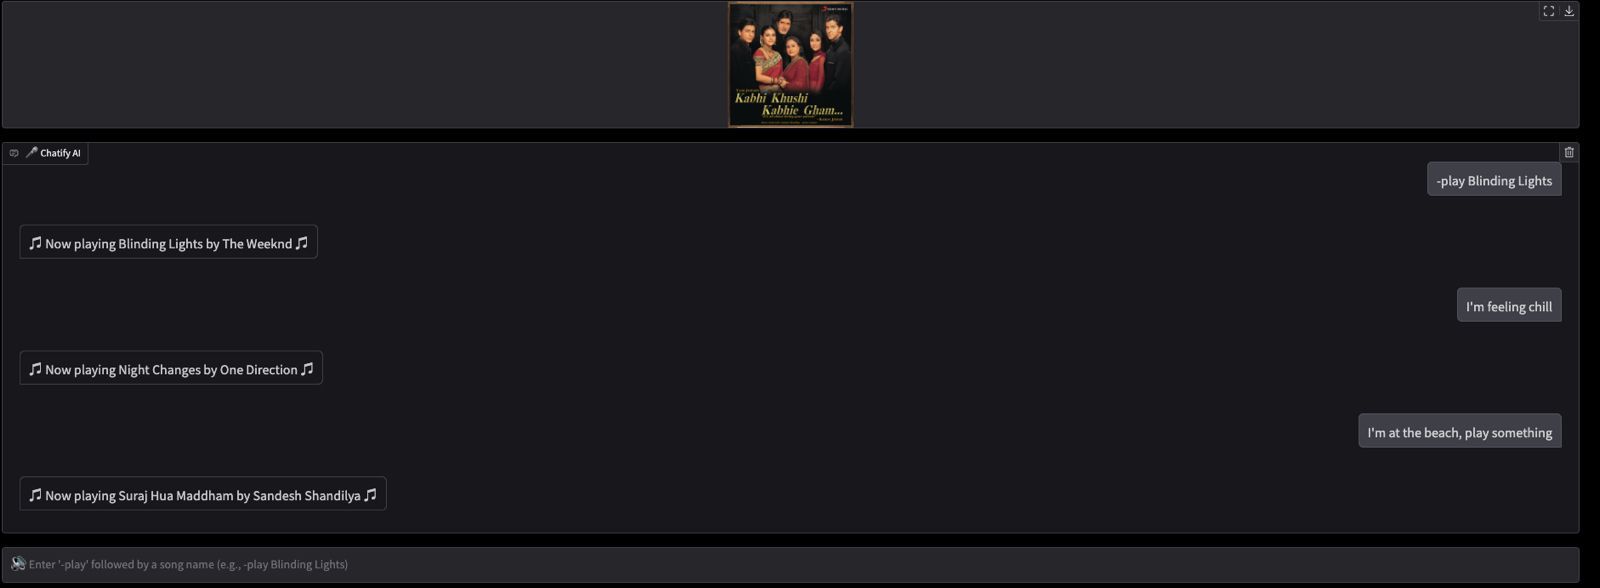 Kabhi Khushi
Kabhie Gham...
Chatify AI
-play Blinding Lights
🎵 Now playing Blinding Lights by The Weeknd 🎵
I'm feeling chill
🎵 Now playing Night Changes by One Direction 🎵
I'm at the beach, play something
🎵 Now playing Suraj Hua Maddham by Sandesh Shandilya 🎵
Enter '-play' followed by a song name (e.g., -play Blinding Lights)